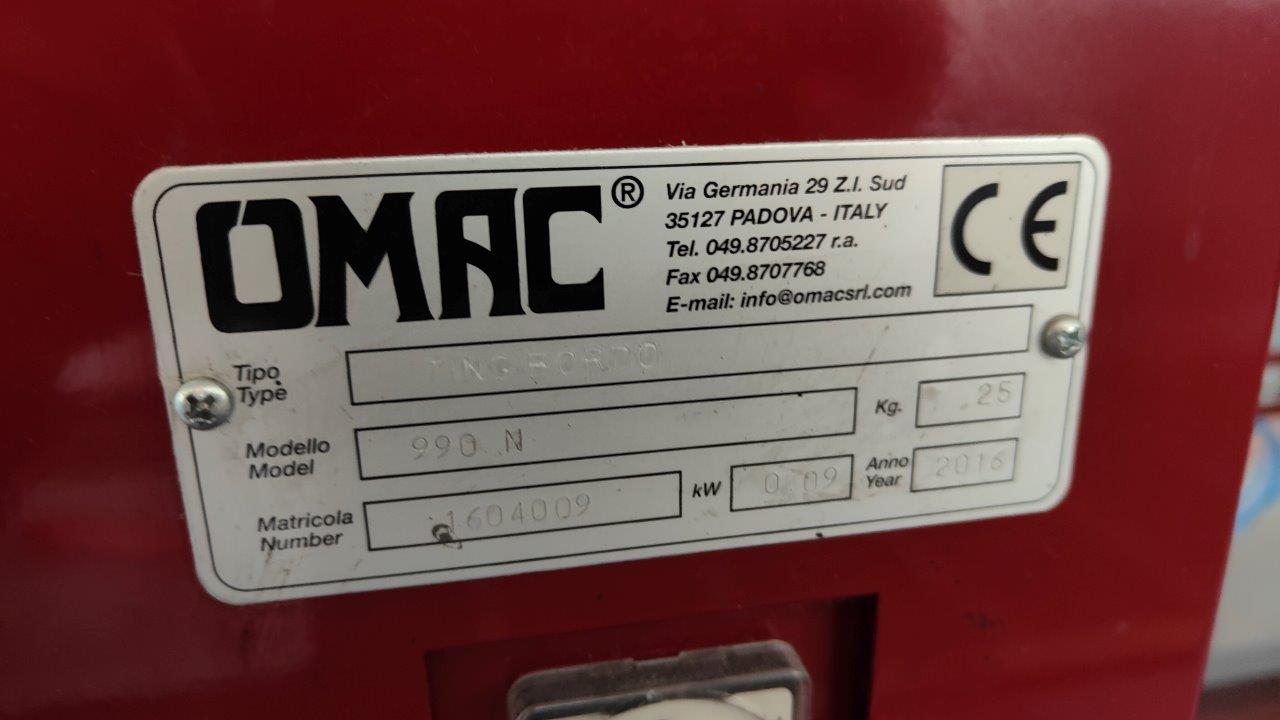 OMAC®
Via Germania 29 Z.I. Sud
35127 PADOVA - ITALY
Tel. 049.8705227 r.a.
Fax 049.8707768
E-mail: info@omacsrl.com
CE
Tipo
Type
TINGIBORDO
Modello
Model
990 N
Kg.
25
Matricola
Number
1604009
kW
0.09
Anno
Year
2016